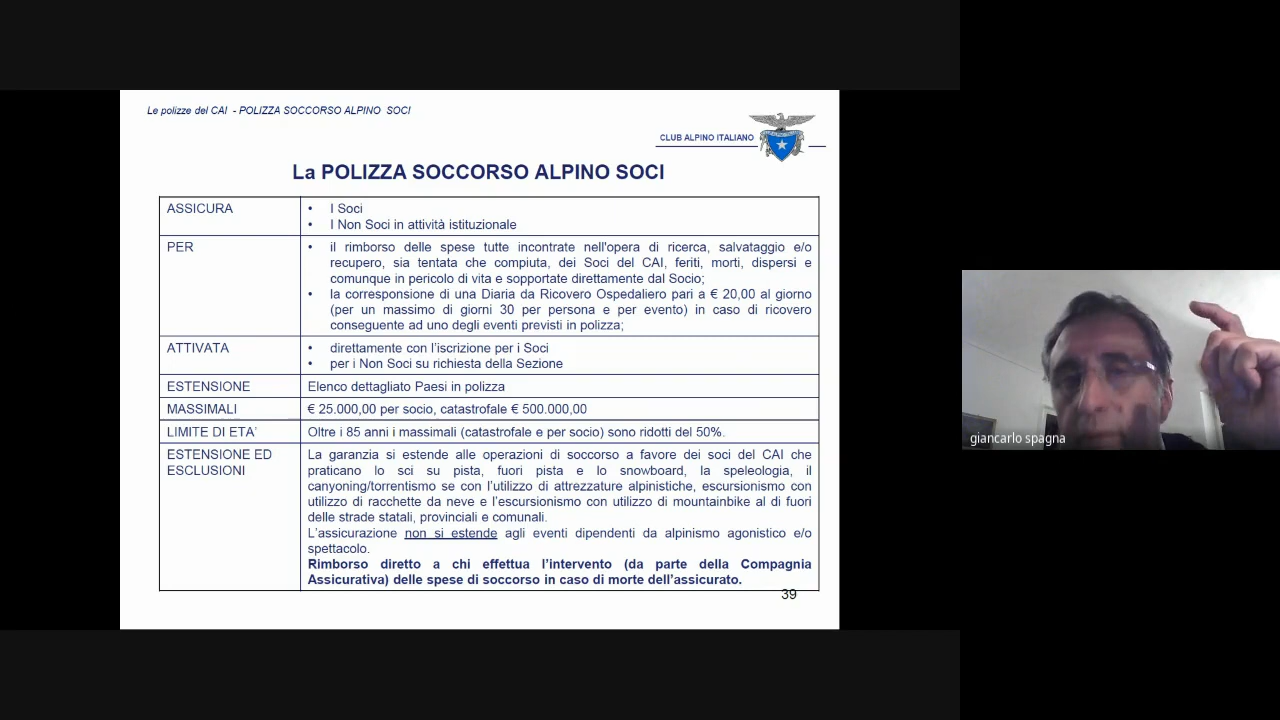 Le polizze del CAI - POLIZZA SOCCORSO ALPINO SOCI
CLUB ALPINO ITALIANO
La POLIZZA SOCCORSO ALPINO SOCI
ASSICURA
• I Soci
• I Non Soci in attività istituzionale
PER
• il rimborso delle spese tutte incontrate nell'opera di ricerca, salvataggio e/o
recupero, sia tentata che compiuta, dei Soci del CAI, feriti, morti, dispersi e
comunque in pericolo di vita e sopportate direttamente dal Socio;
• la corresponsione di una Diaria da Ricovero Ospedaliero pari a € 20,00 al giorno
(per un massimo di giorni 30 per persona e per evento) in caso di ricovero
conseguente ad uno degli eventi previsti in polizza;
ATTIVATA
• direttamente con l'iscrizione per i Soci
• per i Non Soci su richiesta della Sezione
ESTENSIONE
Elenco dettagliato Paesi in polizza
MASSIMALI
€ 25.000,00 per socio, catastrofale € 500.000,00
LIMITE DI ETA'
Oltre i 85 anni i massimali (catastrofale e per socio) sono ridotti del 50%.
ESTENSIONE ED
ESCLUSIONI
La garanzia si estende alle operazioni di soccorso a favore dei soci del CAI che
praticano lo sci su pista, fuori pista e lo snowboard, la speleologia, il
canyoning/torrentismo se con l'utilizzo di attrezzature alpinistiche, escursionismo con
utilizzo di racchette da neve e l'escursionismo con utilizzo di mountainbike al di fuori
delle strade statali, provinciali e comunali.
L'assicurazione non si estende agli eventi dipendenti da alpinismo agonistico e/o
spettacolo.
Rimborso diretto a chi effettua l'intervento (da parte della Compagnia
Assicurativa) delle spese di soccorso in caso di morte dell'assicurato.
39
giancarlo spagna